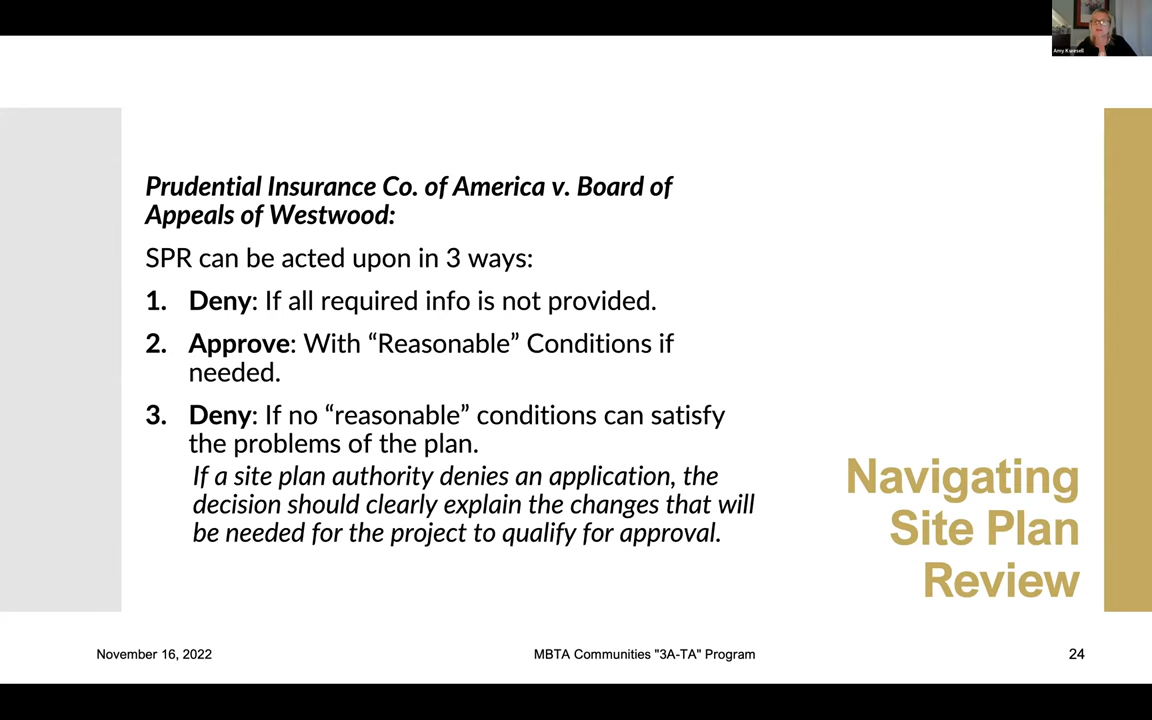 Amy Kwesell
Prudential Insurance Co. of America v. Board of
Appeals of Westwood:
SPR can be acted upon in 3 ways:
1. Deny: If all required info is not provided.
2. Approve: With “Reasonable” Conditions if
needed.
3. Deny: If no “reasonable” conditions can satisfy
the problems of the plan.
If a site plan authority denies an application, the
decision should clearly explain the changes that will
be needed for the project to qualify for approval.
Navigating
Site Plan
Review
November 16, 2022
MBTA Communities "3A-TA" Program
24